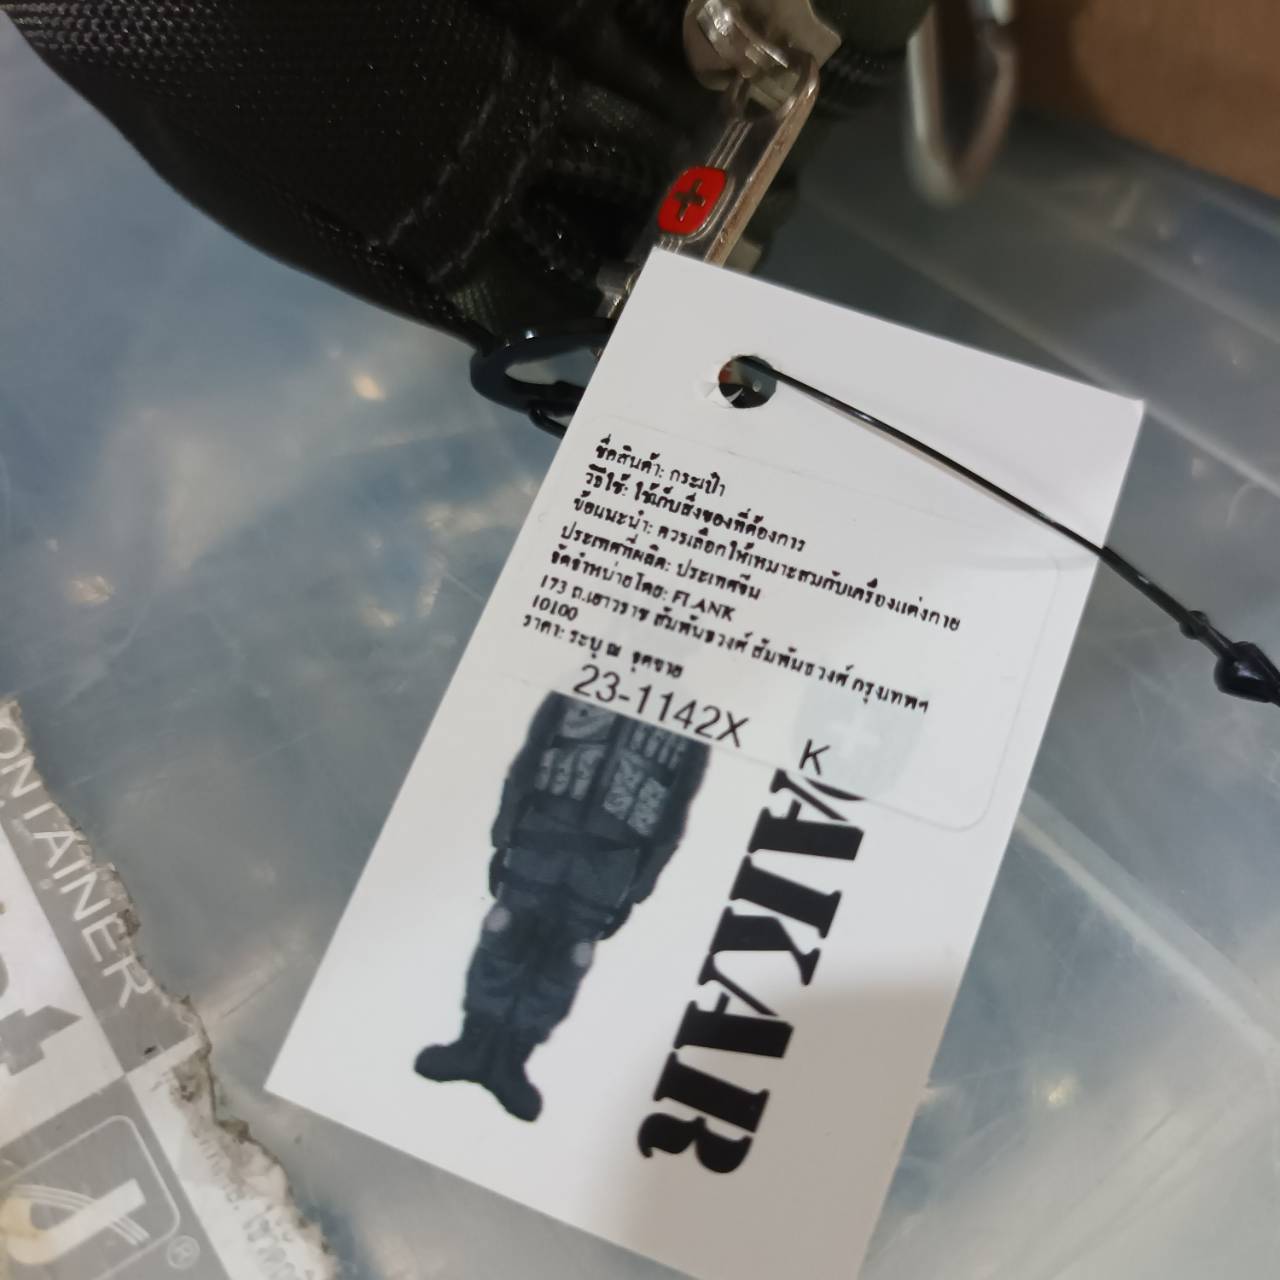 ชื่อสินค้า: กระเป๋า
วิธีใช้: ใช้เก็บสิ่งของที่ต้องการ
ข้อแนะนำ: ควรเลือกให้เหมาะสมกับเครื่องแต่งกาย
ประเทศที่ผลิต: ประเทศจีน
จัดจำหน่ายโดย: FLANK
173 ถ.เยาวราช สัมพันธวงศ์ สัมพันธวงศ์ กรุงเทพฯ
10100
ราคา: ระบุ ณ จุดขาย
23-1142X K
AKAR
ONTAINER
®